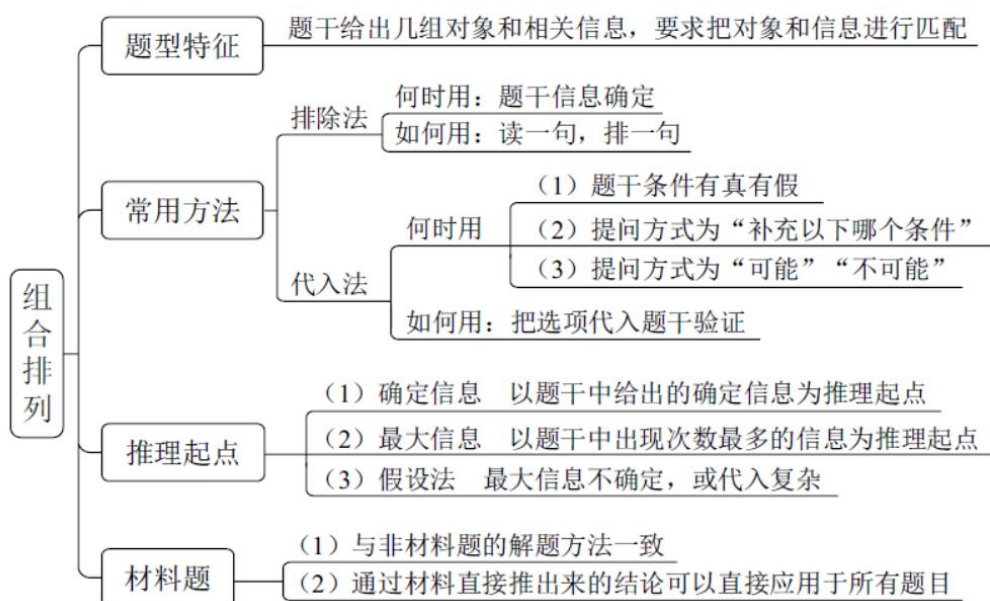 组合排列
题型特征
题干给出几组对象和相关信息，要求把对象和信息进行匹配
常用方法
排除法
何时用：题干信息确定
如何用：读一句，排一句
代入法
何时用
（1）题干条件有真有假
（2）提问方式为“补充以下哪个条件”
（3）提问方式为“可能”“不可能”
如何用：把选项代入题干验证
推理起点
（1）确定信息　以题干中给出的确定信息为推理起点
（2）最大信息　以题干中出现次数最多的信息为推理起点
（3）假设法　最大信息不确定，或代入复杂
材料题
（1）与非材料题的解题方法一致
（2）通过材料直接推出来的结论可以直接应用于所有题目